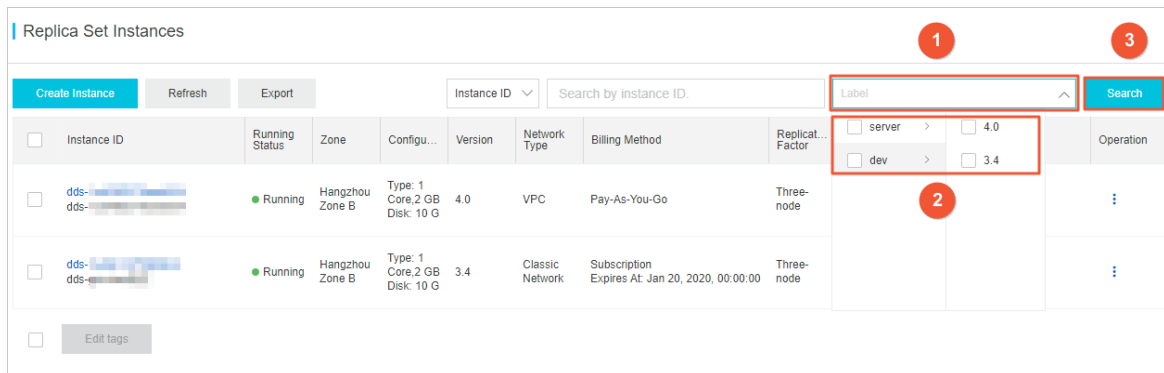 Replica Set Instances
1
3
Create Instance Refresh Export Instance ID Search by instance ID. Label Search
Instance ID Running Status Zone Configu... Version Network Type Billing Method Replicat... Factor Operation
server > 4.0
dev > 3.4
2
dds-
dds-
Running
Hangzhou
Zone B
Type: 1
Core,2 GB
Disk: 10 G
4.0
VPC
Pay-As-You-Go
Three-
node
dds-
dds-
Running
Hangzhou
Zone B
Type: 1
Core,2 GB
Disk: 10 G
3.4
Classic
Network
Subscription
Expires At: Jan 20, 2020, 00:00:00
Three-
node
Edit tags